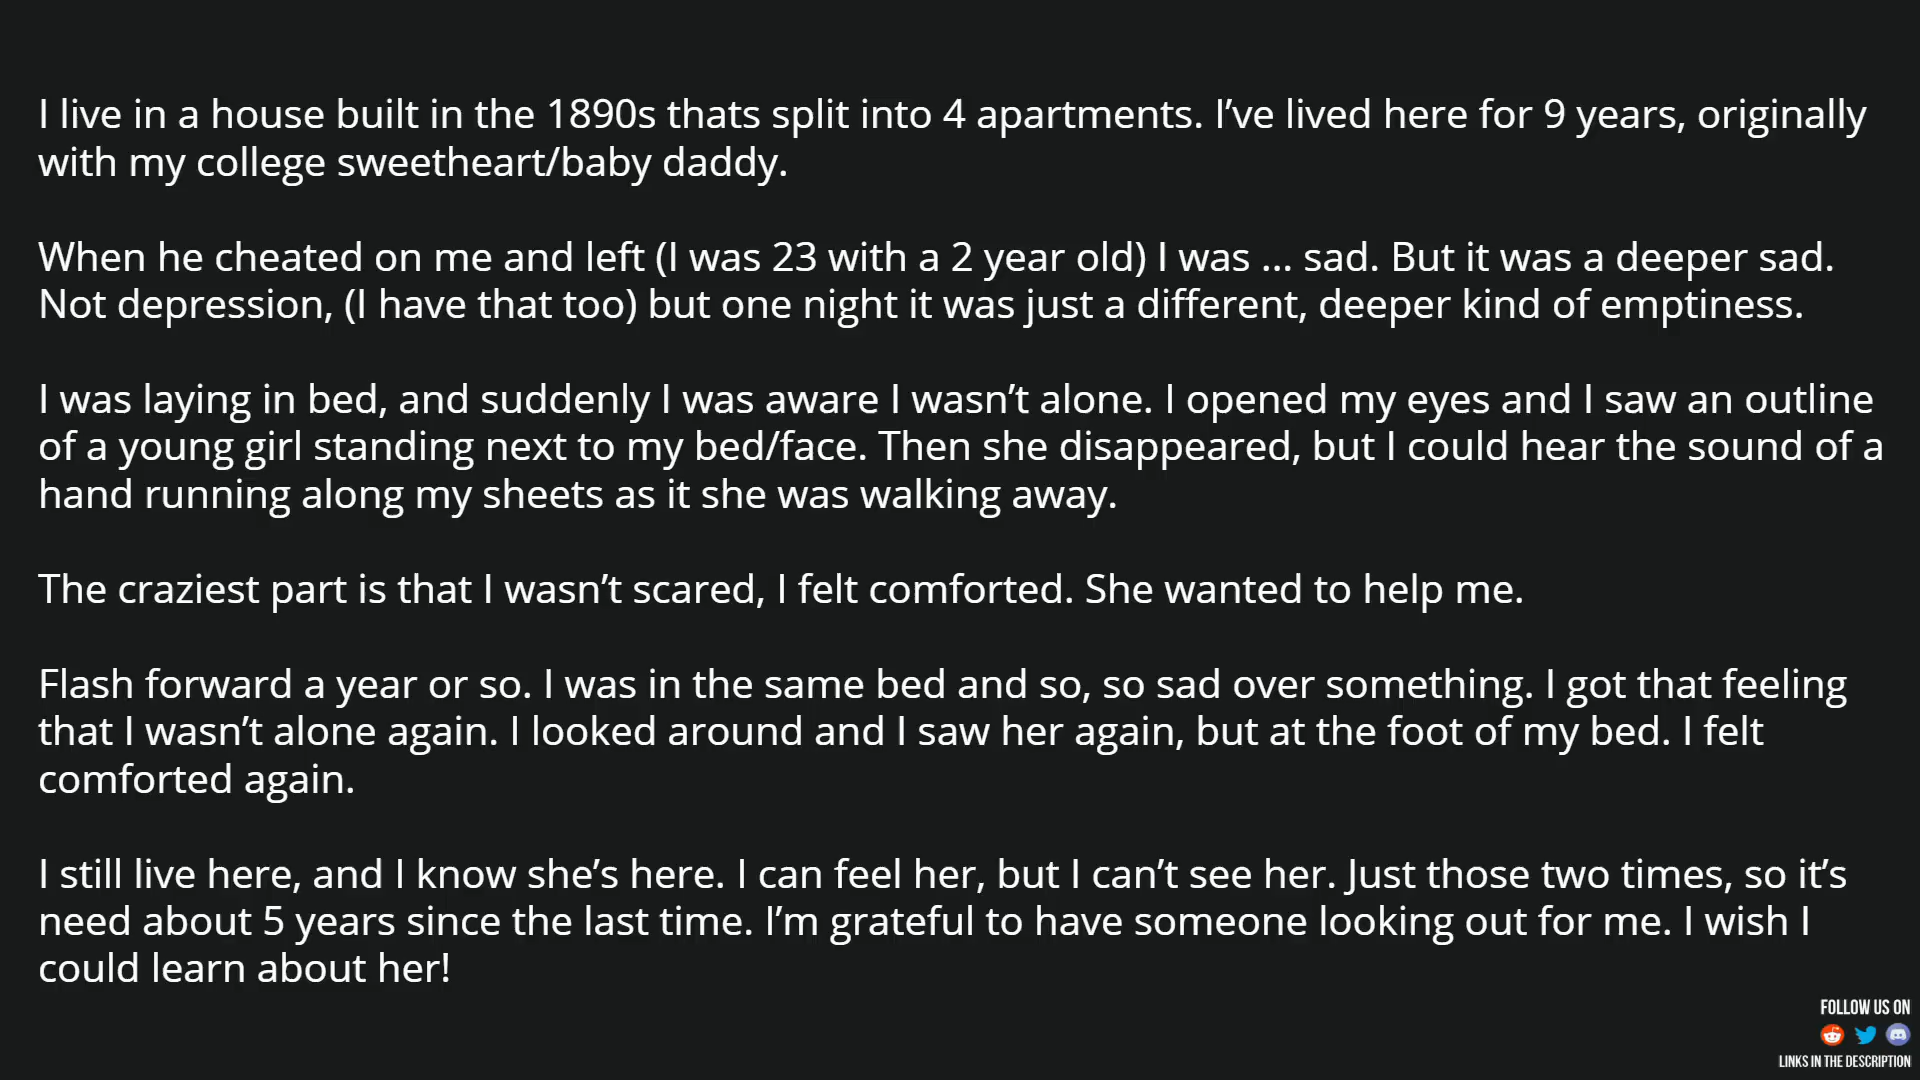 I live in a house built in the 1890s thats split into 4 apartments. I’ve lived here for 9 years, originally
with my college sweetheart/baby daddy.
When he cheated on me and left (I was 23 with a 2 year old) I was ... sad. But it was a deeper sad.
Not depression, (I have that too) but one night it was just a different, deeper kind of emptiness.
I was laying in bed, and suddenly I was aware I wasn’t alone. I opened my eyes and I saw an outline
of a young girl standing next to my bed/face. Then she disappeared, but I could hear the sound of a
hand running along my sheets as it she was walking away.
The craziest part is that I wasn’t scared, I felt comforted. She wanted to help me.
Flash forward a year or so. I was in the same bed and so, so sad over something. I got that feeling
that I wasn’t alone again. I looked around and I saw her again, but at the foot of my bed. I felt
comforted again.
I still live here, and I know she’s here. I can feel her, but I can’t see her. Just those two times, so it’s
need about 5 years since the last time. I’m grateful to have someone looking out for me. I wish I
could learn about her!
FOLLOW US ON
LINKS IN THE DESCRIPTION